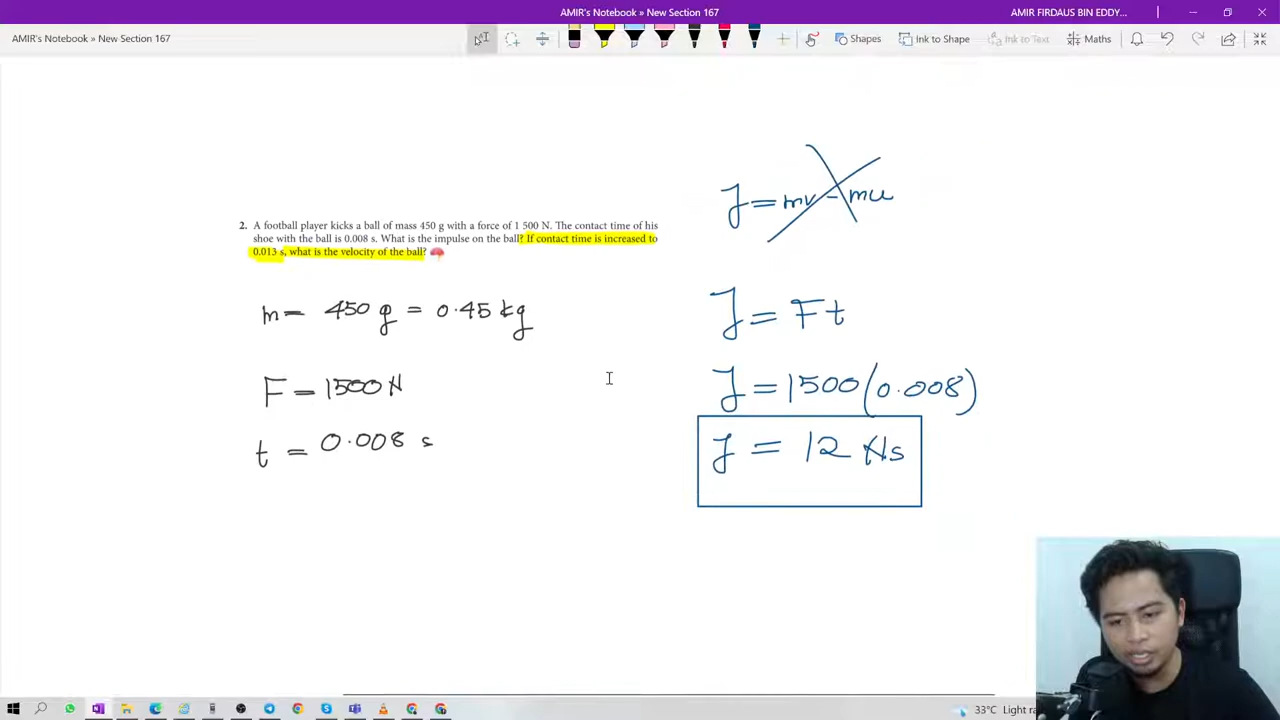 AMIR's Notebook » New Section 167
AMIR FIRDAUS BIN EDDY...
AMIR's Notebook » New Section 167
Shapes
Ink to Shape
Ink to Text
Maths
J = mv - mu
2. A football player kicks a ball of mass 450 g with a force of 1 500 N. The contact time of his
shoe with the ball is 0.008 s. What is the impulse on the ball? If contact time is increased to
0.013 s, what is the velocity of the ball?
m = 450 g = 0.45 kg
J = Ft
F = 1500 N
J = 1500 (0.008)
t = 0.008 s
J = 12 Ns
33°C Light ra